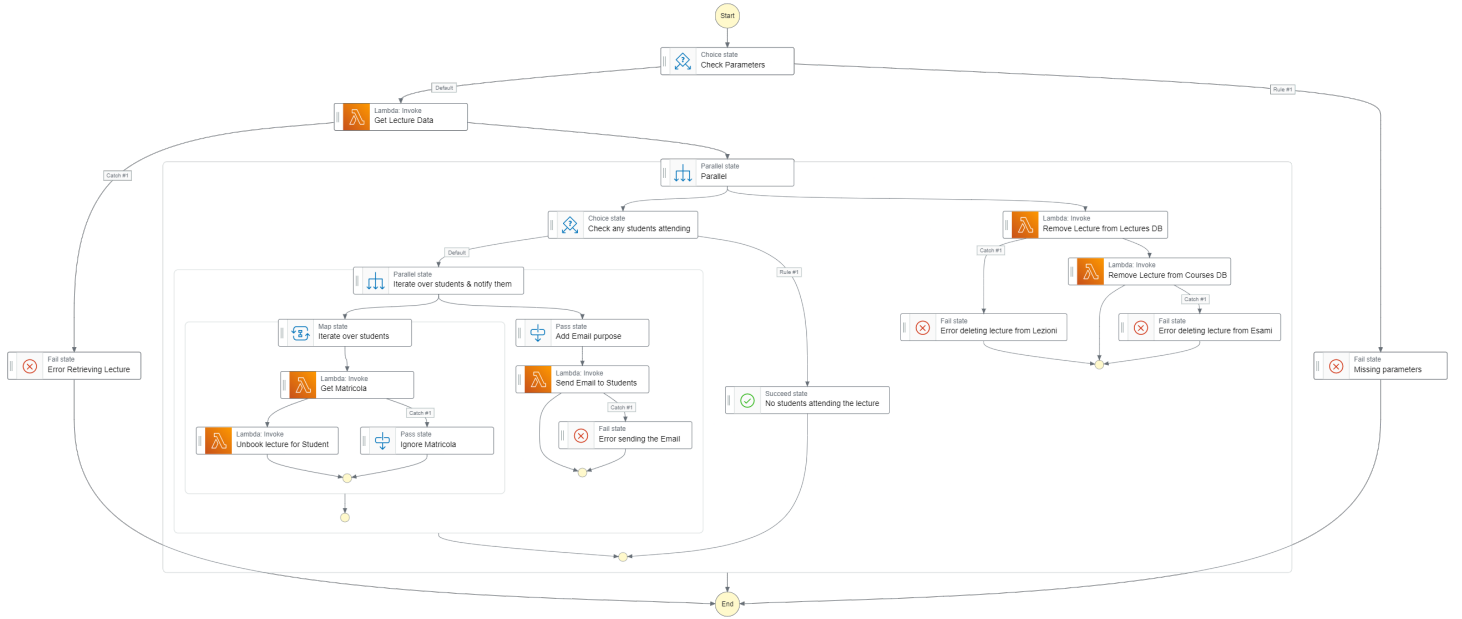 Start
Choice state
Check Parameters
Default
Rule #1
Lambda: Invoke
Get Lecture Data
Catch #1
Parallel state
Parallel
Choice state
Check any students attending
Lambda: Invoke
Remove Lecture from Lectures DB
Default
Catch #1
Rule #1
Lambda: Invoke
Remove Lecture from Courses DB
Parallel state
Iterate over students & notify them
Catch #1
Map state
Iterate over students
Pass state
Add Email purpose
Fail state
Error deleting lecture from Lezioni
Fail state
Error deleting lecture from Esami
Fail state
Error Retrieving Lecture
Fail state
Missing parameters
Lambda: Invoke
Get Matricola
Lambda: Invoke
Send Email to Students
Succeed state
No students attending the lecture
Catch #1
Catch #1
Lambda: Invoke
Unbook lecture for Student
Pass state
Ignore Matricola
Fail state
Error sending the Email
End